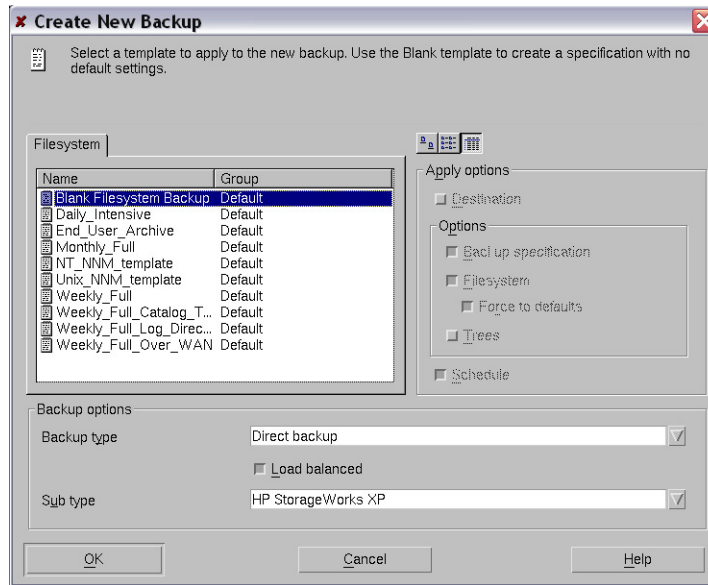 Create New Backup
Select a template to apply to the new backup. Use the Blank template to create a specification with no
default settings.
Filesystem
Name Group
Blank Filesystem Backup Default
Daily_Intensive Default
End_User_Archive Default
Monthly_Full Default
NT_NNM_template Default
Unix_NNM_template Default
Weekly_Full Default
Weekly_Full_Catalog_T... Default
Weekly_Full_Log_Direc... Default
Weekly_Full_Over_WAN Default
Apply options
Destination
Options
Bacl up specification
Filesystem
Force to defaults
Trees
Schedule
Backup options
Backup type Direct backup
Load balanced
Sub type HP StorageWorks XP
OK Cancel Help